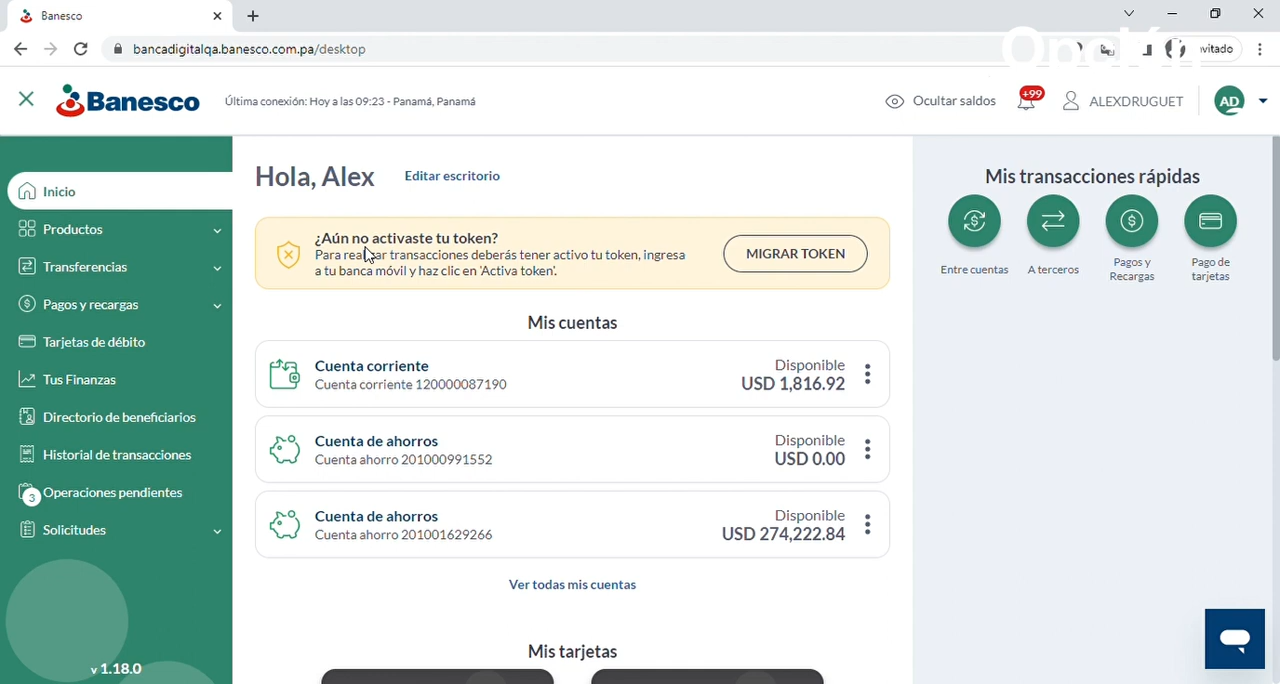 Banesco
bancadigitalqa.banesco.com.pa/desktop
Banesco
Última conexión: Hoy a las 09:23 - Panamá, Panamá
Ocultar saldos
+99
ALEXDRUGUET
AD
Inicio
Productos
Transferencias
Pagos y recargas
Tarjetas de débito
Tus Finanzas
Directorio de beneficiarios
Historial de transacciones
3
Operaciones pendientes
Solicitudes
v 1.18.0
Hola, Alex
Editar escritorio
¿Aún no activaste tu token?
Para realizar transacciones deberás tener activo tu token, ingresa
a tu banca móvil y haz clic en 'Activa token'.
MIGRAR TOKEN
Mis cuentas
Cuenta corriente
Cuenta corriente 120000087190
Disponible
USD 1,816.92
Cuenta de ahorros
Cuenta ahorro 201000991552
Disponible
USD 0.00
Cuenta de ahorros
Cuenta ahorro 201001629266
Disponible
USD 274,222.84
Ver todas mis cuentas
Mis tarjetas
Mis transacciones rápidas
Entre cuentas
A terceros
Pagos y
Recargas
Pago de
tarjetas